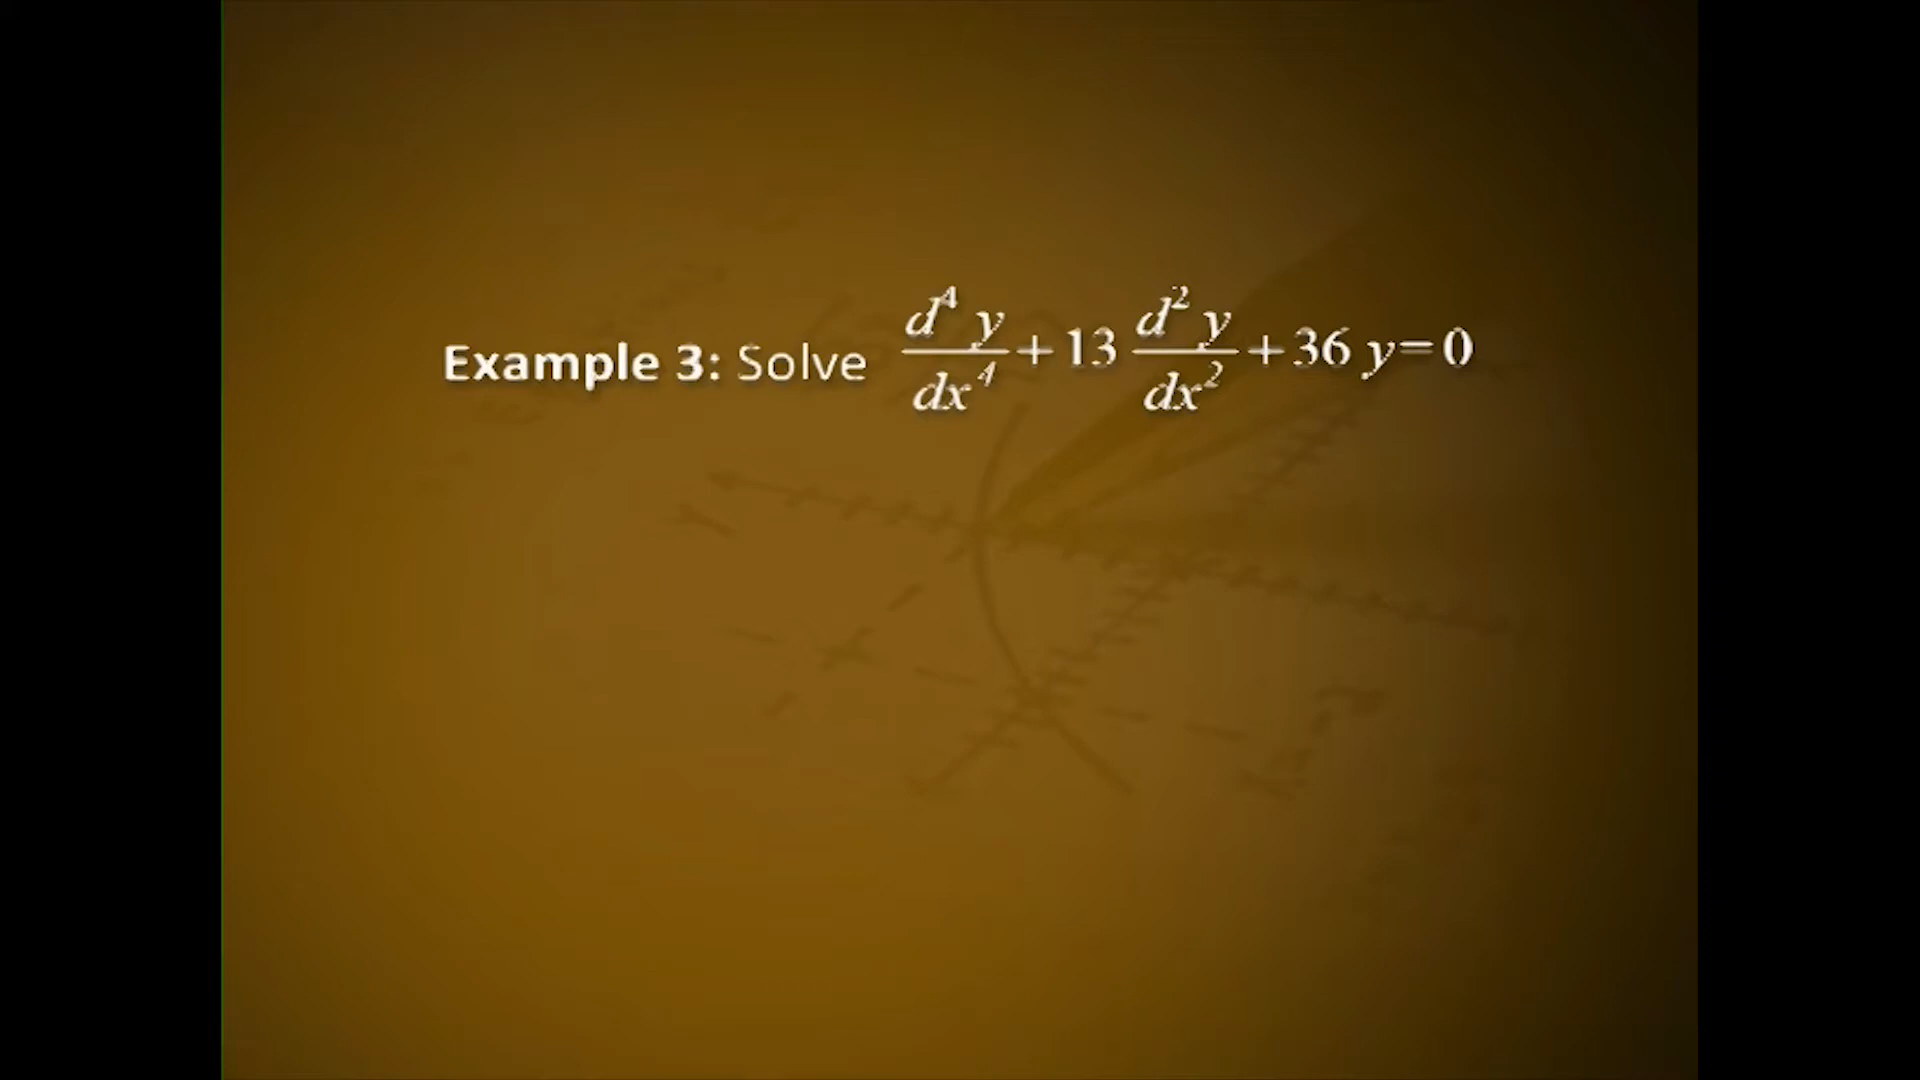 Example 3: Solve d⁴y/dx⁴ + 13 d²y/dx² + 36 y = 0